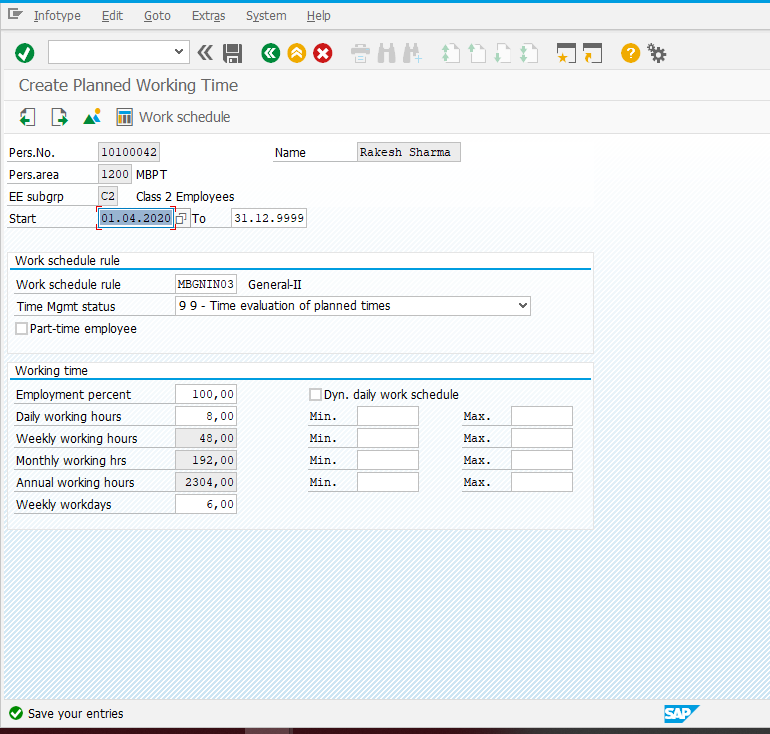 Infotype Edit Goto Extras System Help
Create Planned Working Time
Work schedule
Pers.No. 10100042 Name Rakesh Sharma
Pers.area 1200 MBPT
EE subgrp C2 Class 2 Employees
Start 01.04.2020 To 31.12.9999
Work schedule rule
Work schedule rule MBGNIN03 General-II
Time Mgmt status 9 9 - Time evaluation of planned times
Part-time employee
Working time
Employment percent 100,00 Dyn. daily work schedule
Daily working hours 8,00 Min. Max.
Weekly working hours 48,00 Min. Max.
Monthly working hrs 192,00 Min. Max.
Annual working hours 2304,00 Min. Max.
Weekly workdays 6,00
Save your entries SAP